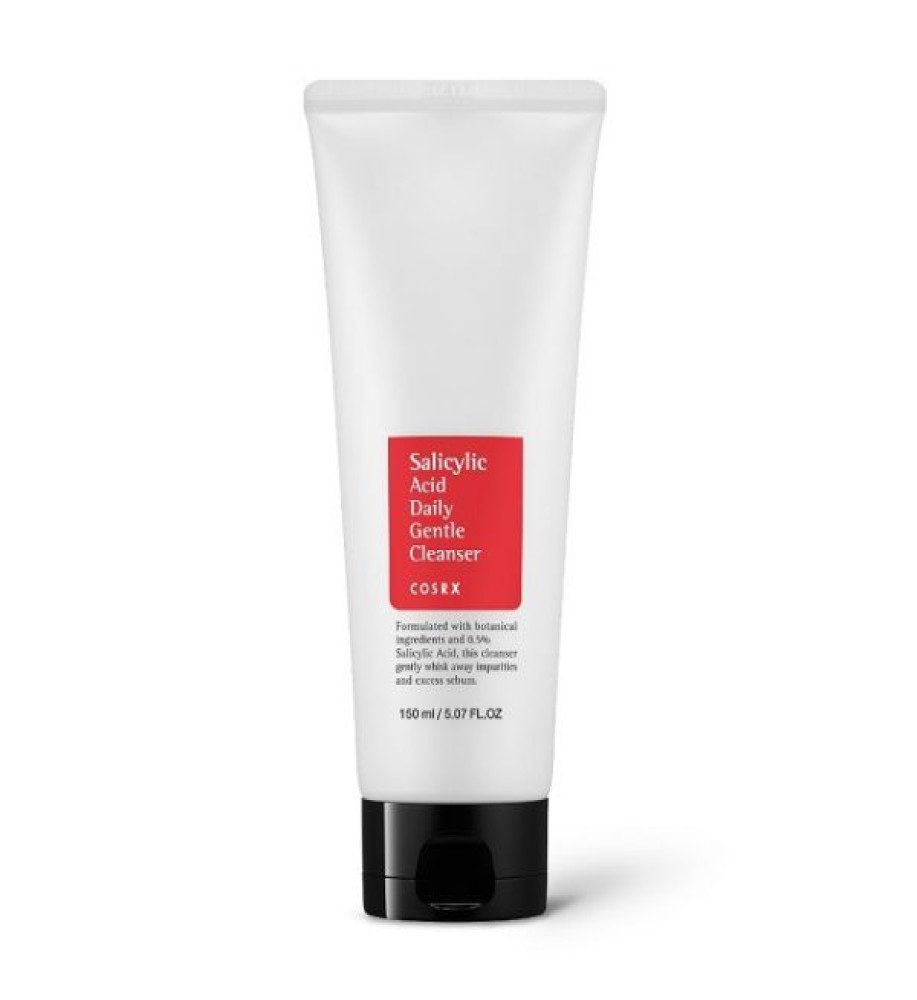 Salicylic
Acid
Daily
Gentle
Cleanser
COSRX
Formulated with botanical
ingredients and 0.5%
Salicylic Acid, this cleanser
gently whisk away impurities
and excess sebum.
150 ml / 5.07 FL.OZ